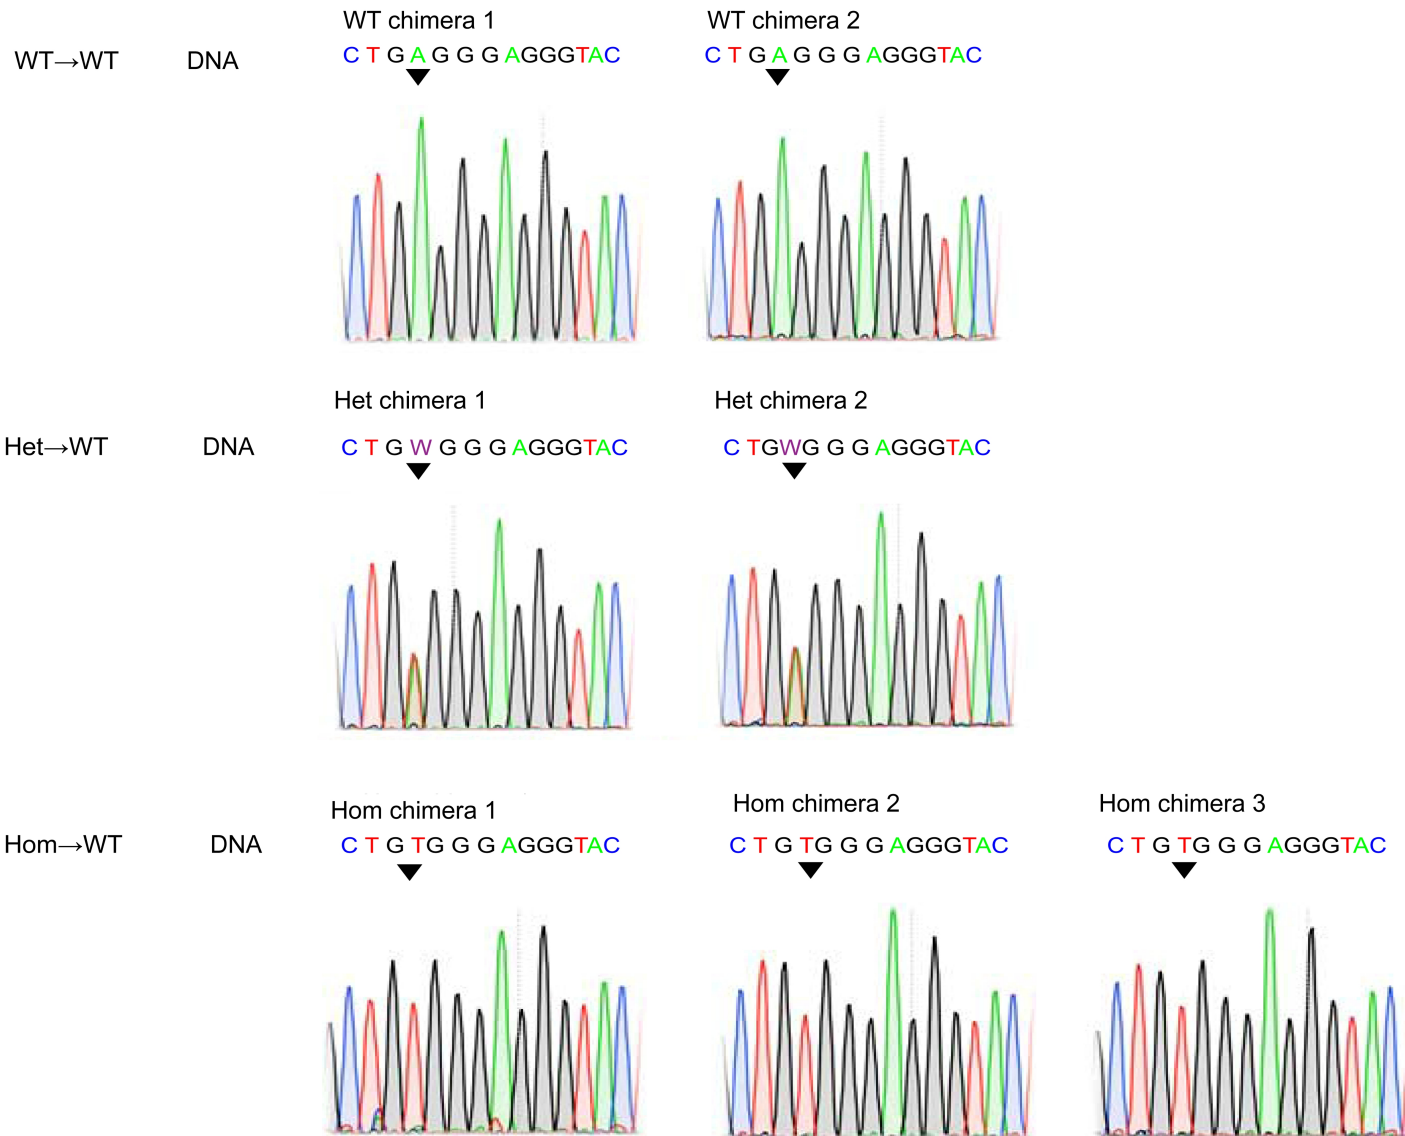 WT chimera 1
WT chimera 2
WT→WT
DNA
C T G A G G G AGGGTAC
C T G A G G G AGGGTAC
Het chimera 1
Het chimera 2
Het→WT
DNA
C T G W G G G AGGGTAC
C TGWG G G AGGGTAC
Hom chimera 1
Hom chimera 2
Hom chimera 3
Hom→WT
DNA
C T G TG G G AGGGTAC
C T G TG G G AGGGTAC
C T G TG G G AGGGTAC